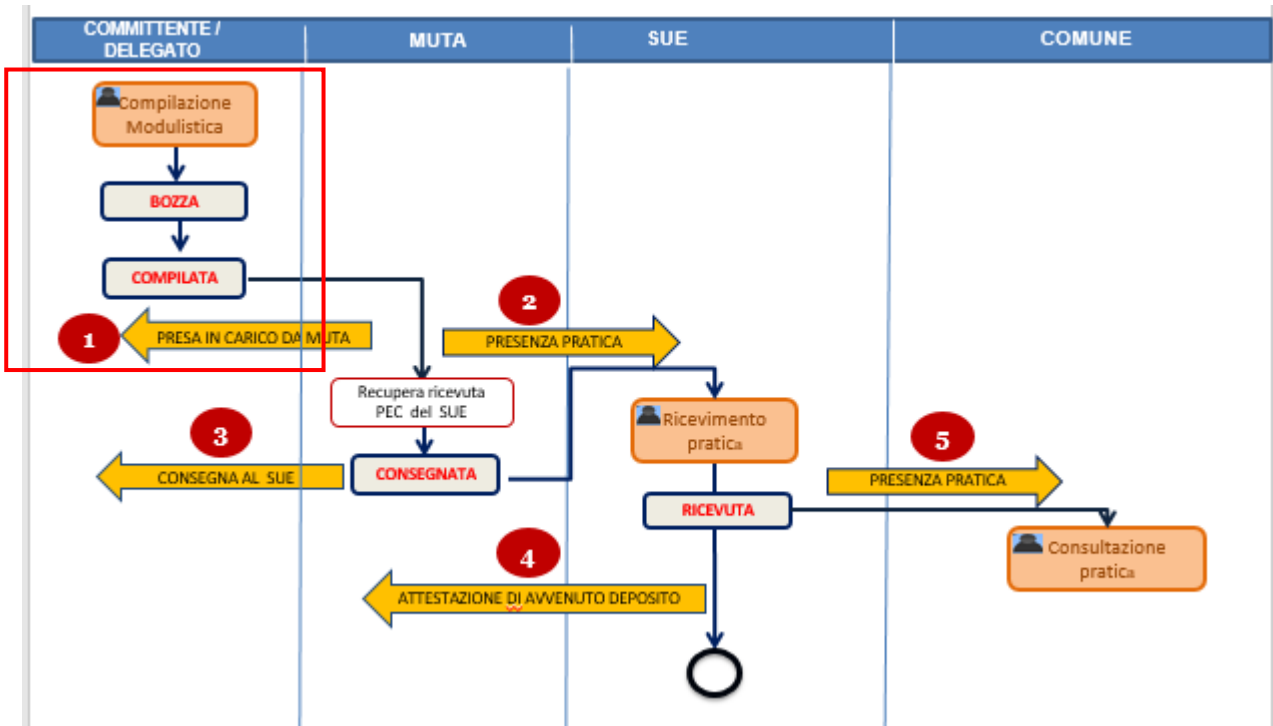 COMMITTENTE /
DELEGATO
MUTA
SUE
COMUNE
Compilazione
Modulistica
BOZZA
COMPILATA
1
PRESA IN CARICO DA MUTA
2
PRESENZA PRATICA
Recupera ricevuta
PEC del SUE
3
CONSEGNA AL SUE
CONSEGNATA
Ricevimento
pratica
5
PRESENZA PRATICA
RICEVUTA
Consultazione
pratica
4
ATTESTAZIONE DI AVVENUTO DEPOSITO